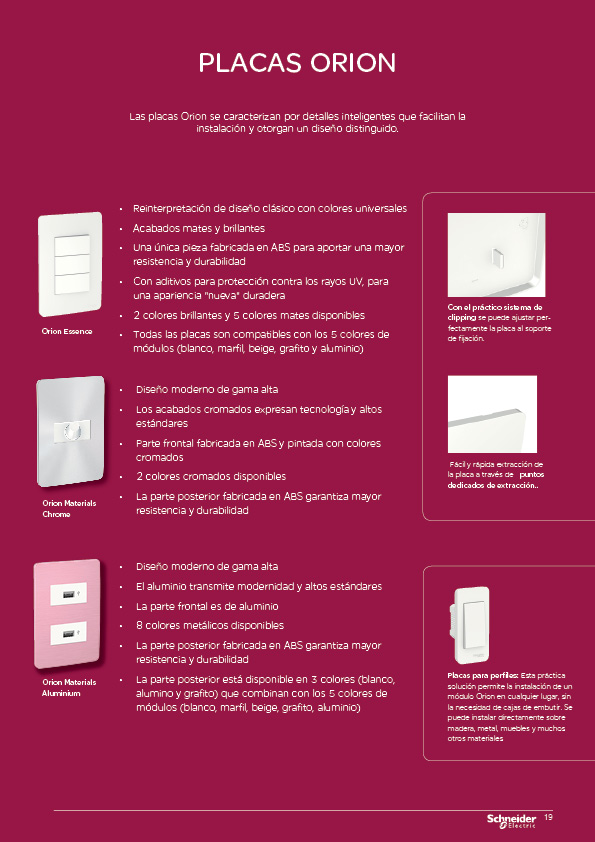 PLACAS ORION
Las placas Orion se caracterizan por detalles inteligentes que facilitan la
instalación y otorgan un diseño distinguido.
• Reinterpretación de diseño clásico con colores universales
• Acabados mates y brillantes
• Una única pieza fabricada en ABS para aportar una mayor
resistencia y durabilidad
• Con aditivos para protección contra los rayos UV, para
una apariencia "nueva" duradera
• 2 colores brillantes y 5 colores mates disponibles
• Todas las placas son compatibles con los 5 colores de
módulos (blanco, marfil, beige, grafito y aluminio)
Orion Essence
• Diseño moderno de gama alta
• Los acabados cromados expresan tecnología y altos
estándares
• Parte frontal fabricada en ABS y pintada con colores
cromados
• 2 colores cromados disponibles
• La parte posterior fabricada en ABS garantiza mayor
resistencia y durabilidad
Orion Materials
Chrome
• Diseño moderno de gama alta
• El aluminio transmite modernidad y altos estándares
• La parte frontal es de aluminio
• 8 colores metálicos disponibles
• La parte posterior fabricada en ABS garantiza mayor
resistencia y durabilidad
• La parte posterior está disponible en 3 colores (blanco,
alumino y grafito) que combinan con los 5 colores de
módulos (blanco, marfil, beige, grafito, aluminio)
Orion Materials
Aluminium
Con el práctico sistema de
clipping se puede ajustar per-
fectamente la placa al soporte
de fijación.
Fácil y rápida extracción de
la placa a través de puntos
dedicados de extracción..
Placas para perfiles: Esta práctica
solución permite la instalación de un
módulo Orion en cualquier lugar, sin
la necesidad de cajas de embutir. Se
puede instalar directamente sobre
madera, metal, muebles y muchos
otros materiales
Schneider
Electric
19